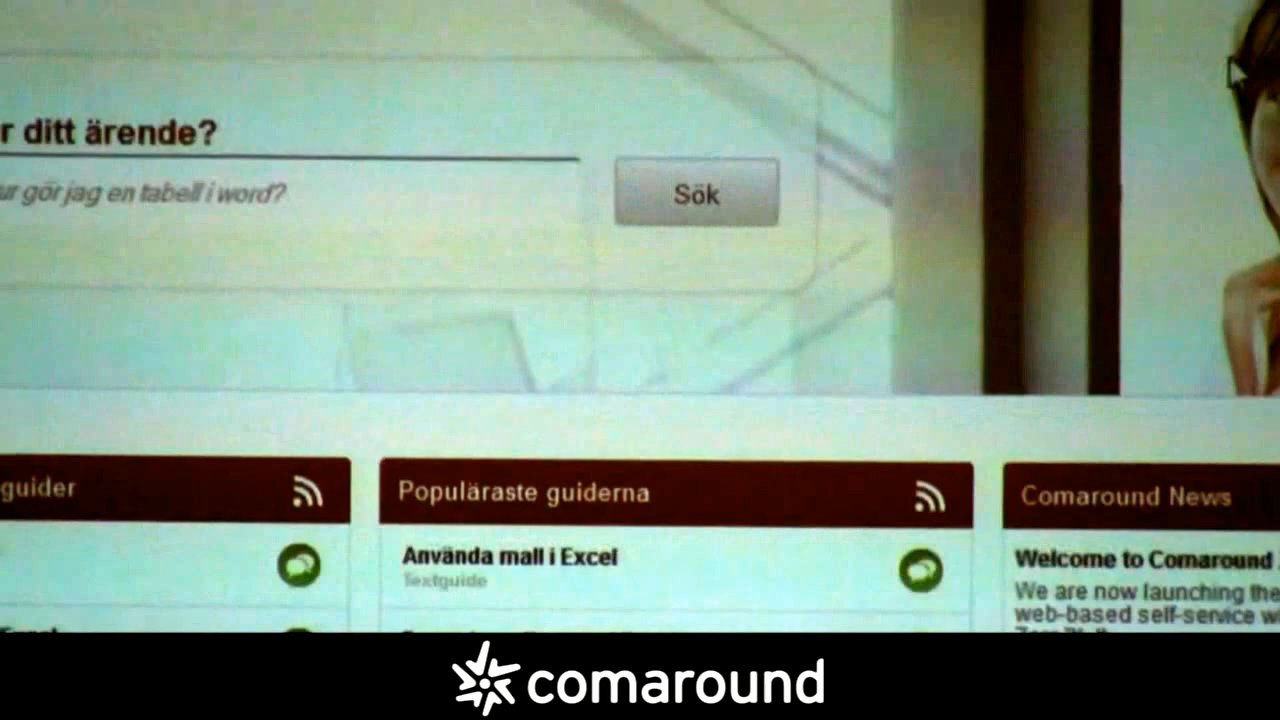 r ditt ärende?
ur gör jag en tabell i word?
Sök
guider
Populäraste guiderna
Comaround News
Använda mall i Excel
Textguide
Welcome to Comaround
We are now launching the
web-based self-service
comaround